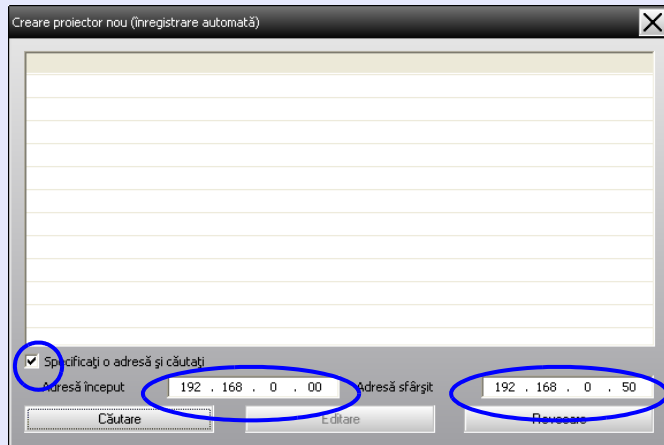 Creare proiector nou (înregistrare automată)
Specificaţi o adresă şi căutaţi
Adresă început 192 . 168 . 0 . 00 Adresă sfârşit 192 . 168 . 0 . 50
Căutare Editare Revocare